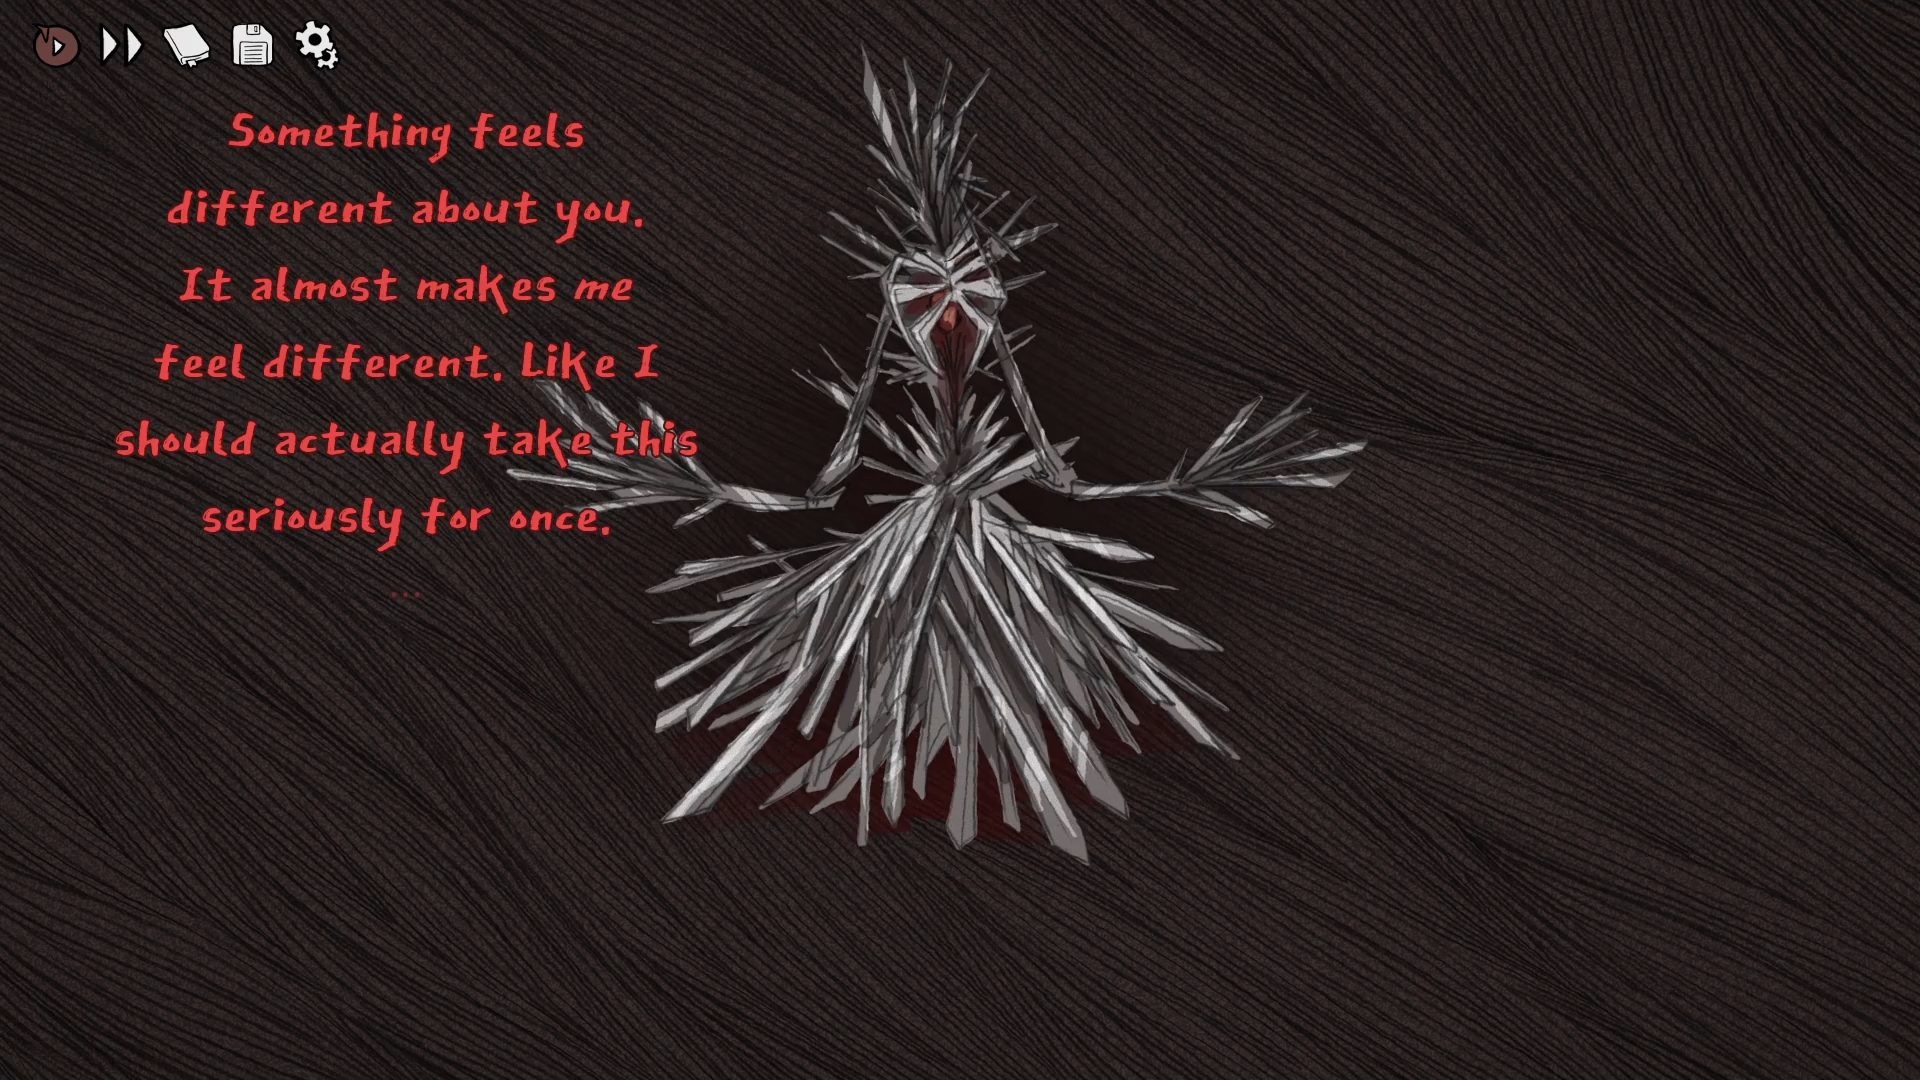 Something feels
different about you.
It almost makes me
feel different. Like I
should actually take this
seriously for once.
...